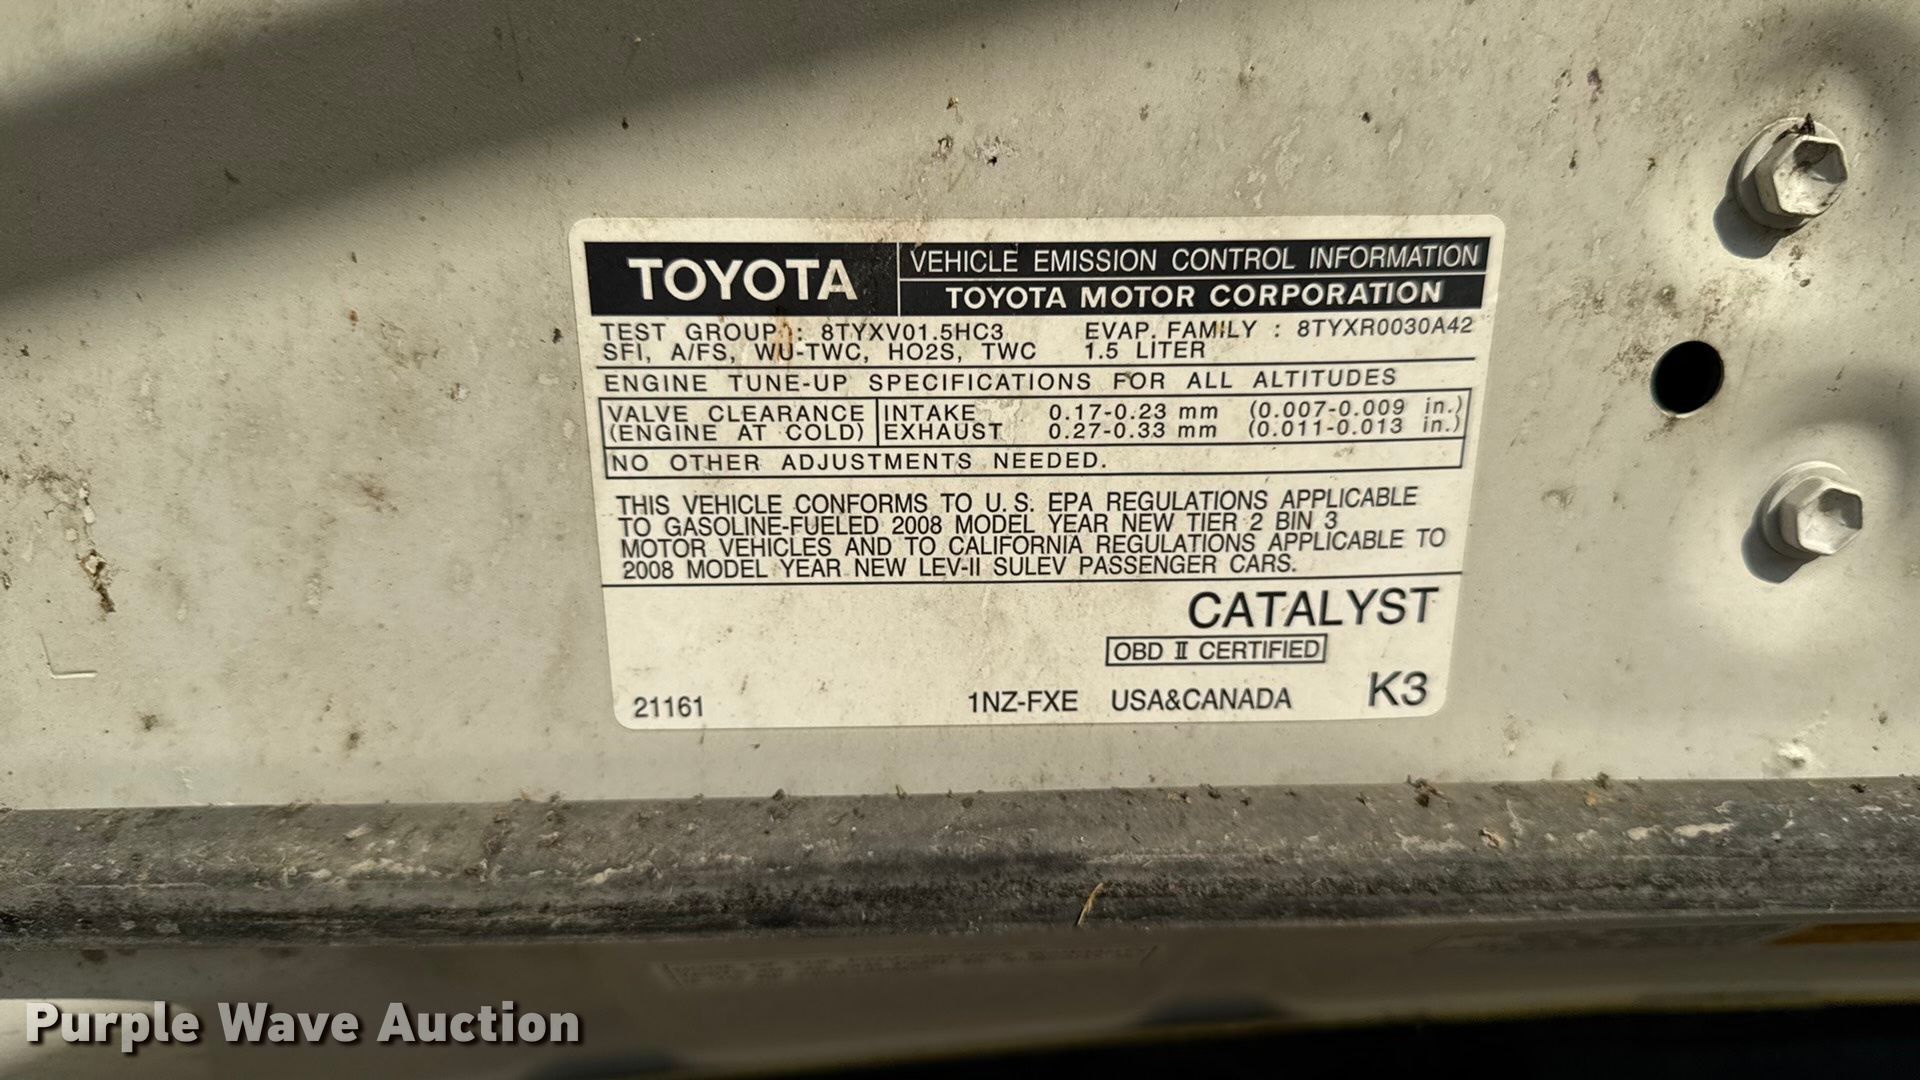 TOYOTA
VEHICLE EMISSION CONTROL INFORMATION
TOYOTA MOTOR CORPORATION
TEST GROUP : 8TYXV01.5HC3 EVAP. FAMILY : 8TYXR0030A42
SFI, A/FS, WU-TWC, HO2S, TWC 1.5 LITER
ENGINE TUNE-UP SPECIFICATIONS FOR ALL ALTITUDES
VALVE CLEARANCE INTAKE 0.17-0.23 mm (0.007-0.009 in.)
(ENGINE AT COLD) EXHAUST 0.27-0.33 mm (0.011-0.013 in.)
NO OTHER ADJUSTMENTS NEEDED.
THIS VEHICLE CONFORMS TO U.S. EPA REGULATIONS APPLICABLE
TO GASOLINE-FUELED 2008 MODEL YEAR NEW TIER 2 BIN 3
MOTOR VEHICLES AND TO CALIFORNIA REGULATIONS APPLICABLE TO
2008 MODEL YEAR NEW LEV-II SULEV PASSENGER CARS.
CATALYST
OBD II CERTIFIED
21161 1NZ-FXE USA&CANADA K3
Purple Wave Auction